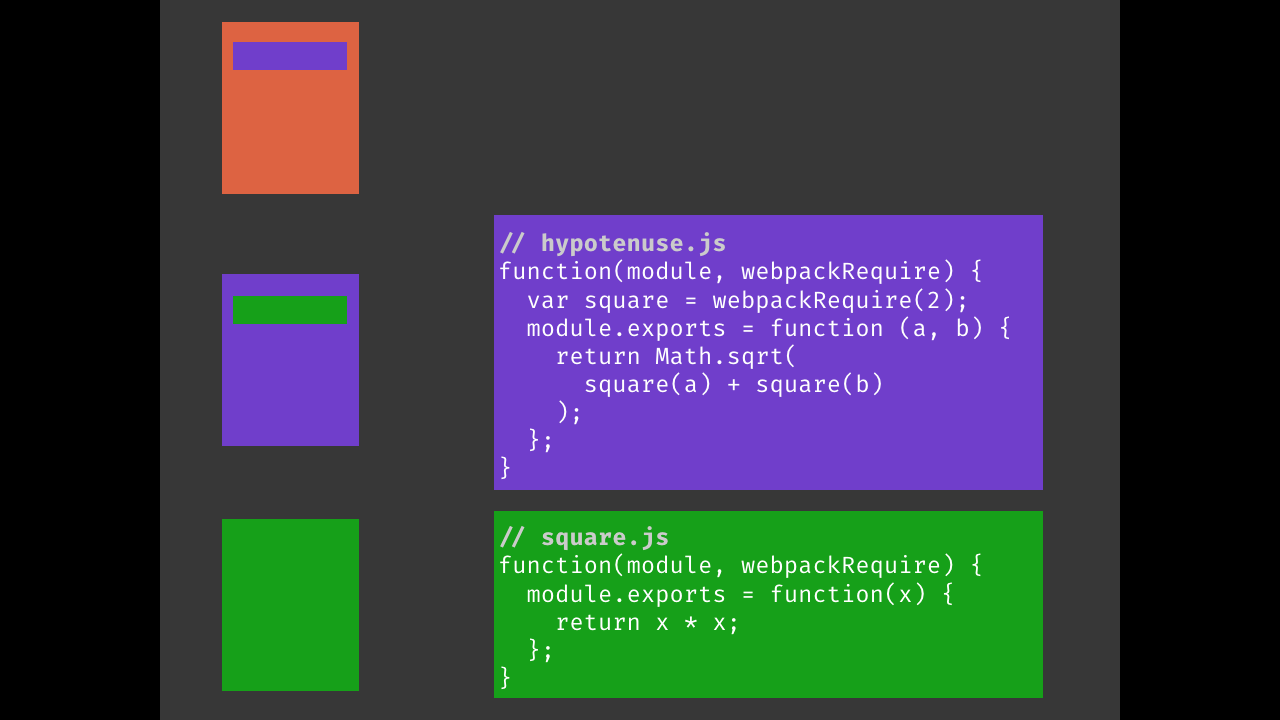 // hypotenuse.js
function(module, webpackRequire) {
  var square = webpackRequire(2);
  module.exports = function (a, b) {
    return Math.sqrt(
      square(a) + square(b)
    );
  };
}
// square.js
function(module, webpackRequire) {
  module.exports = function(x) {
    return x * x;
  };
}